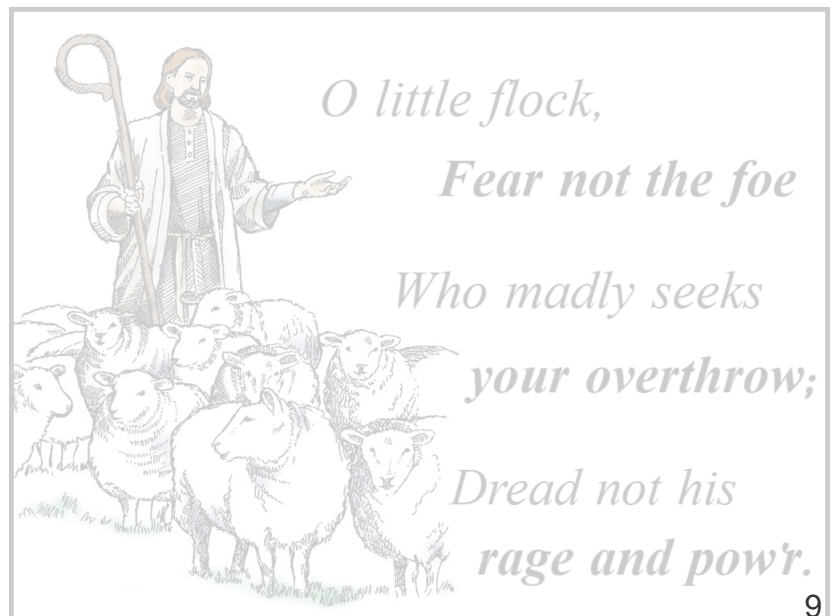 O little flock,
Fear not the foe
Who madly seeks
your overthrow;
Dread not his
rage and pow'r.
9